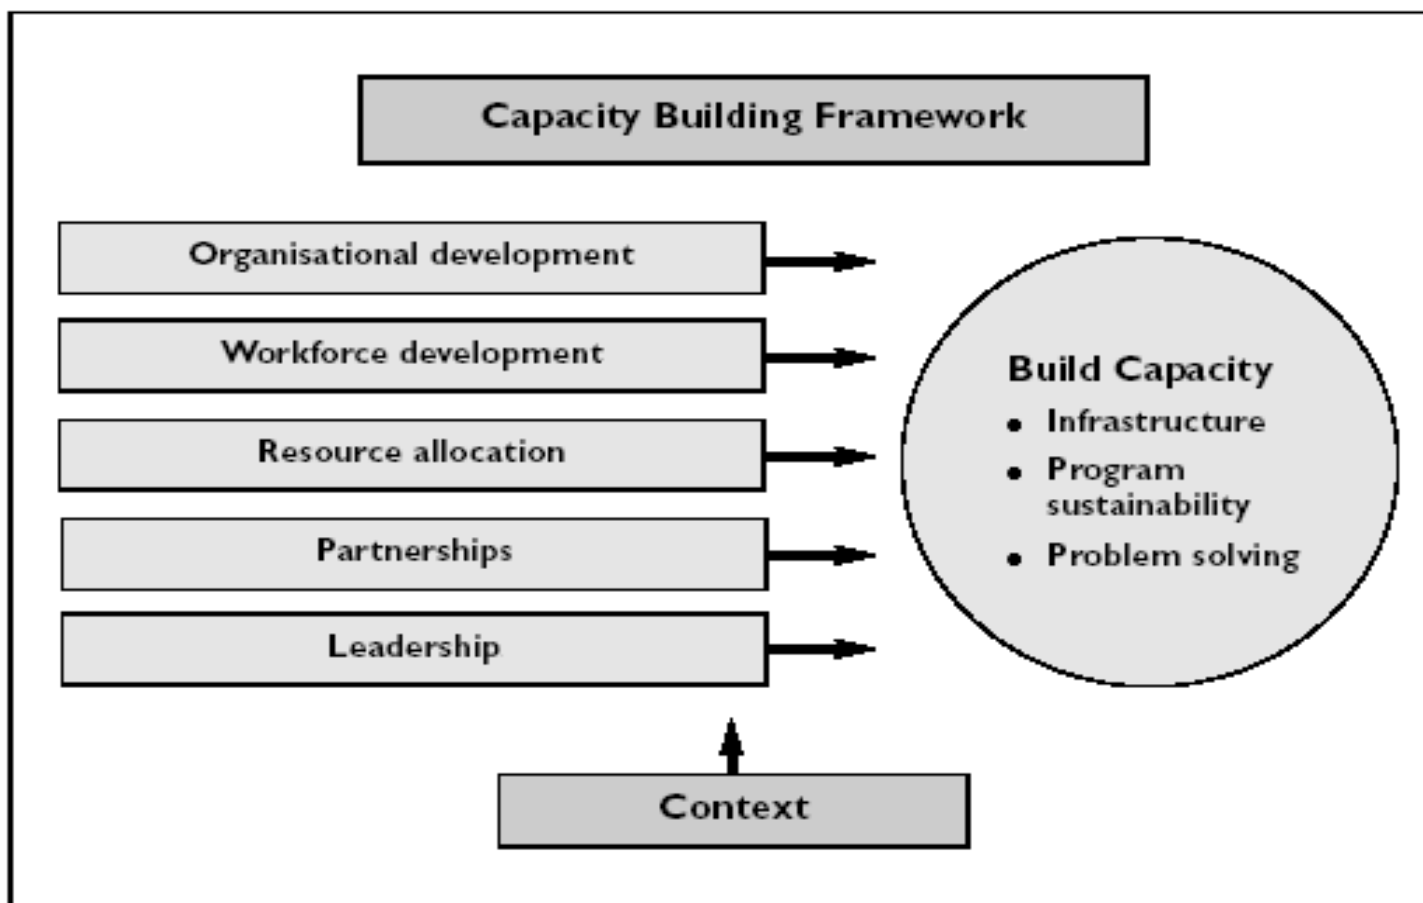 Capacity Building Framework
Organisational development
Workforce development
Resource allocation
Partnerships
Leadership
Build Capacity
• Infrastructure
• Program
sustainability
• Problem solving
Context